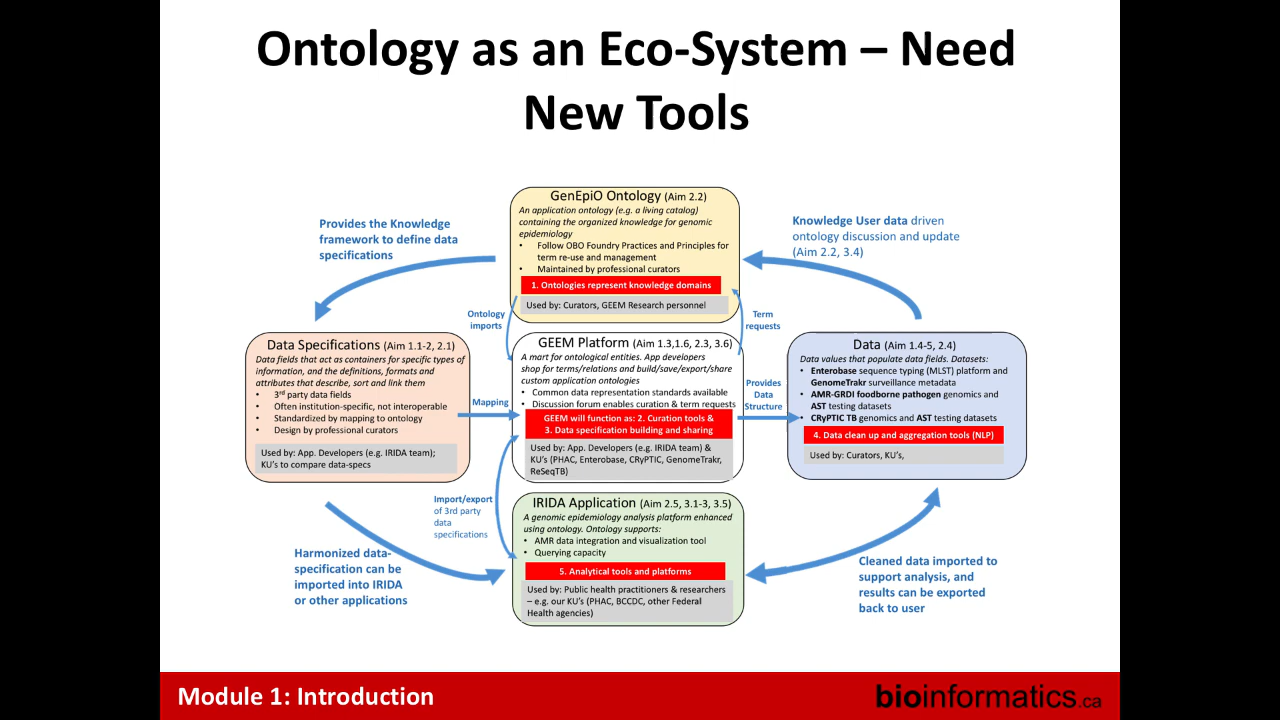 Ontology as an Eco-System – Need
New Tools
GenEpiO Ontology (Aim 2.2)
An application ontology (e.g. a living catalog)
containing the organized knowledge for genomic
epidemiology
• Follow OBO Foundry Practices and Principles for
term re-use and management
• Maintained by professional curators
1. Ontologies represent knowledge domains
Used by: Curators, GEEM Research personnel
Provides the Knowledge
framework to define data
specifications
Knowledge User data driven
ontology discussion and update
(Aim 2.2, 3.4)
Ontology
imports
Term
requests
Data Specifications (Aim 1.1-2, 2.1)
Data fields that act as containers for specific types of
information, and the definitions, formats and
attributes that describe, sort and link them
• 3rd party data fields
• Often institution-specific, not interoperable
• Standardized by mapping to ontology
• Design by professional curators
Used by: App. Developers (e.g. IRIDA team);
KU's to compare data-specs
Mapping
GEEM Platform (Aim 1.3,1.6, 2.3, 3.6)
A mart for ontological entities. App developers
shop for terms/relations and build/save/export/share
custom application ontologies
• Common data representation standards available
• Discussion forum enables curation & term requests
GEEM will function as: 2. Curation tools &
3. Data specification building and sharing
Used by: App. Developers (e.g. IRIDA team) &
KU's (PHAC, Enterobase, CRyPTIC, GenomeTrakr,
ReSeqTB)
Provides
Data
Structure
Data (Aim 1.4-5, 2.4)
Data values that populate data fields. Datasets:
• Enterobase sequence typing (MLST) platform and
GenomeTrakr surveillance metadata
• AMR-GRDI foodborne pathogen genomics and
AST testing datasets
• CRyPTIC TB genomics and AST testing datasets
4. Data clean up and aggregation tools (NLP)
Used by: Curators, KU's,
Import/export
of 3rd party
data
specifications
IRIDA Application (Aim 2.5, 3.1-3, 3.5)
A genomic epidemiology analysis platform enhanced
using ontology. Ontology supports:
• AMR data integration and visualization tool
• Querying capacity
5. Analytical tools and platforms
Used by: Public health practitioners & researchers
– e.g. our KU's (PHAC, BCCDC, other Federal
Health agencies)
Harmonized data-
specification can be
imported into IRIDA
or other applications
Cleaned data imported to
support analysis, and
results can be exported
back to user
Module 1: Introduction
bioinformatics.ca